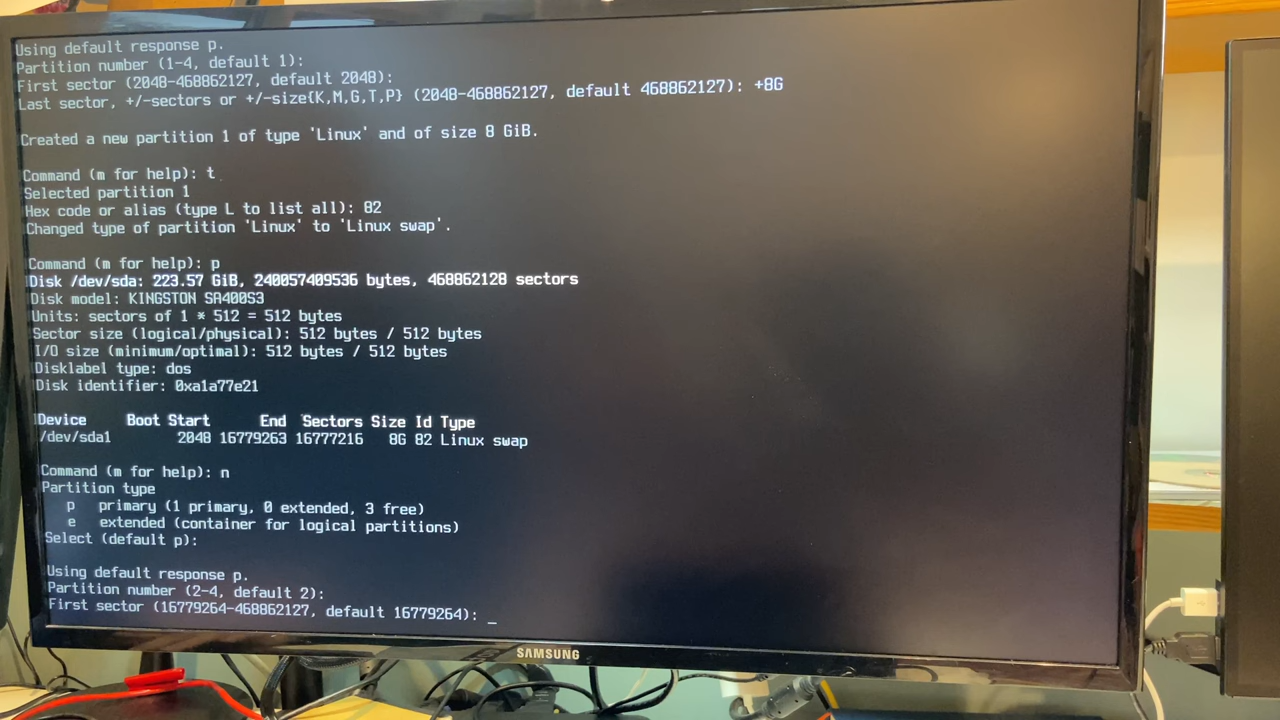 Using default response p.
Partition number (1-4, default 1):
First sector (2048-468862127, default 2048):
Last sector, +/-sectors or +/-size{K,M,G,T,P} (2048-468862127, default 468862127): +8G
Created a new partition 1 of type 'Linux' and of size 8 GiB.
Command (m for help): t
Selected partition 1
Hex code or alias (type L to list all): 82
Changed type of partition 'Linux' to 'Linux swap'.
Command (m for help): p
Disk /dev/sda: 223.57 GiB, 240057409536 bytes, 468862128 sectors
Disk model: KINGSTON SA400S3
Units: sectors of 1 * 512 = 512 bytes
Sector size (logical/physical): 512 bytes / 512 bytes
I/O size (minimum/optimal): 512 bytes / 512 bytes
Disklabel type: dos
Disk identifier: 0xa1a77e21
Device Boot Start End Sectors Size Id Type
/dev/sda1 2048 16779263 16777216 8G 82 Linux swap
Command (m for help): n
Partition type
p primary (1 primary, 0 extended, 3 free)
e extended (container for logical partitions)
Select (default p):
Using default response p.
Partition number (2-4, default 2):
First sector (16779264-468862127, default 16779264): _
SAMSUNG